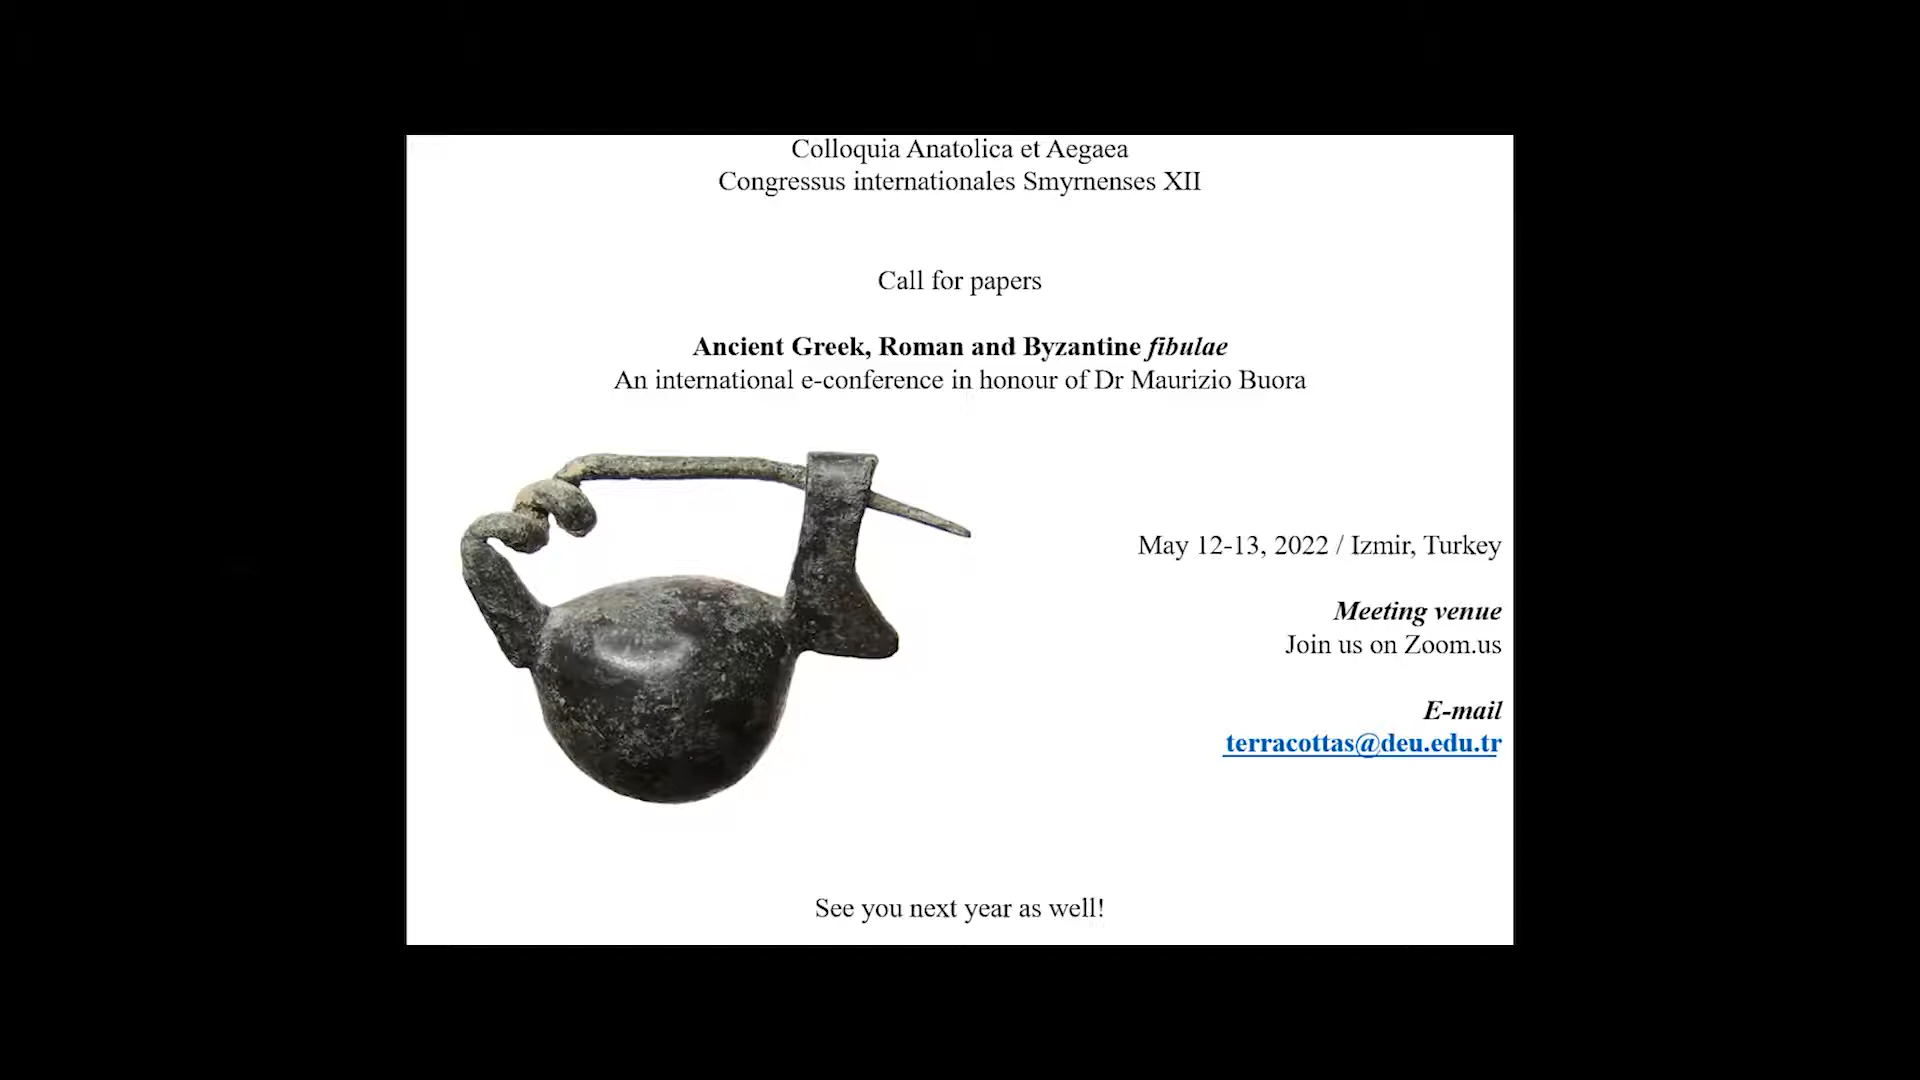 Colloquia Anatolica et Aegaea
Congressus internationales Smyrnenses XII
Call for papers
Ancient Greek, Roman and Byzantine fibulae
An international e-conference in honour of Dr Maurizio Buora
May 12-13, 2022 / Izmir, Turkey
Meeting venue
Join us on Zoom.us
E-mail
terracottas@deu.edu.tr
See you next year as well!